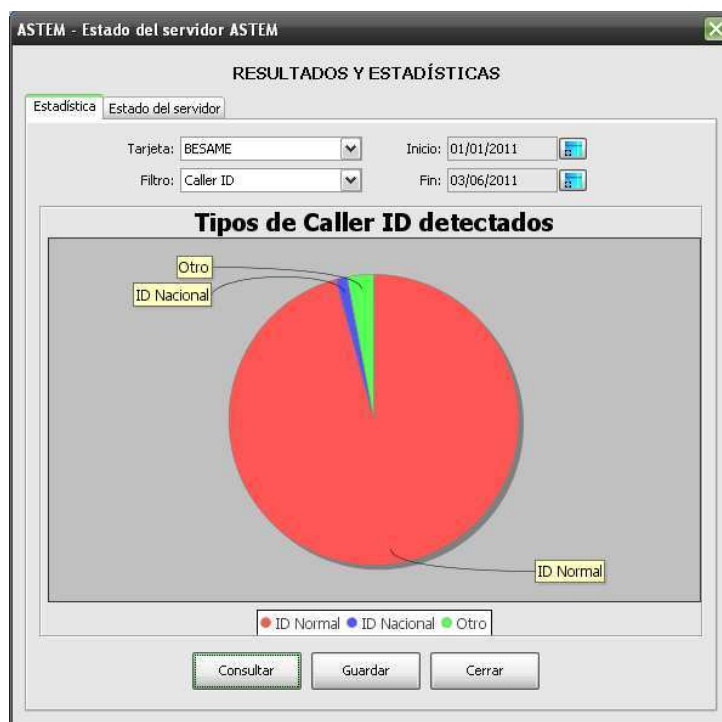 ASTEM - Estado del servidor ASTEM
RESULTADOS Y ESTADÍSTICAS
Estadística Estado del servidor
Tarjeta: BESAME Inicio: 01/01/2011
Filtro: Caller ID Fin: 03/06/2011
Tipos de Caller ID detectados
Otro
ID Nacional
ID Normal
ID Normal ID Nacional Otro
Consultar Guardar Cerrar